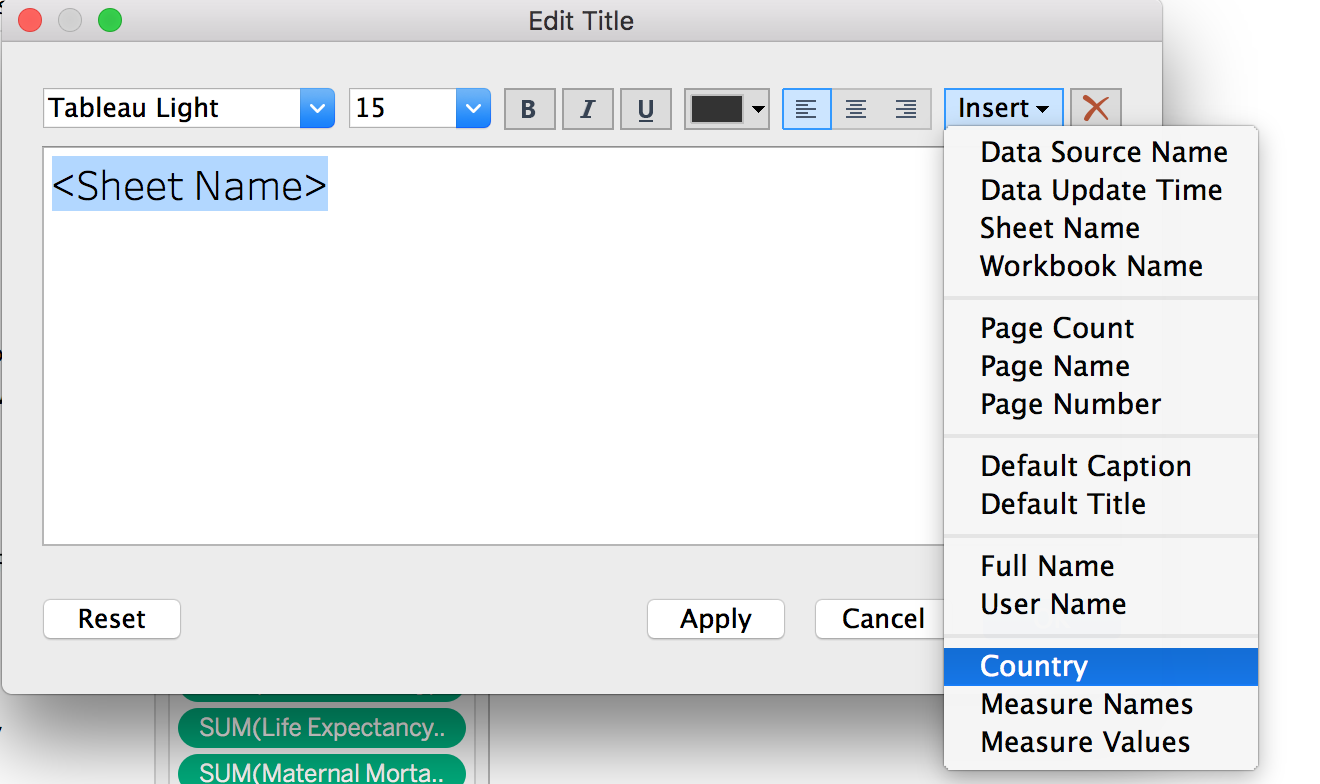 Edit Title
Tableau Light 15 B I U Insert
<Sheet Name>
Data Source Name
Data Update Time
Sheet Name
Workbook Name
Page Count
Page Name
Page Number
Default Caption
Default Title
Full Name
User Name
Country
Measure Names
Measure Values
Reset Apply Cancel
SUM(Life Expectancy..
SUM(Maternal Morta..